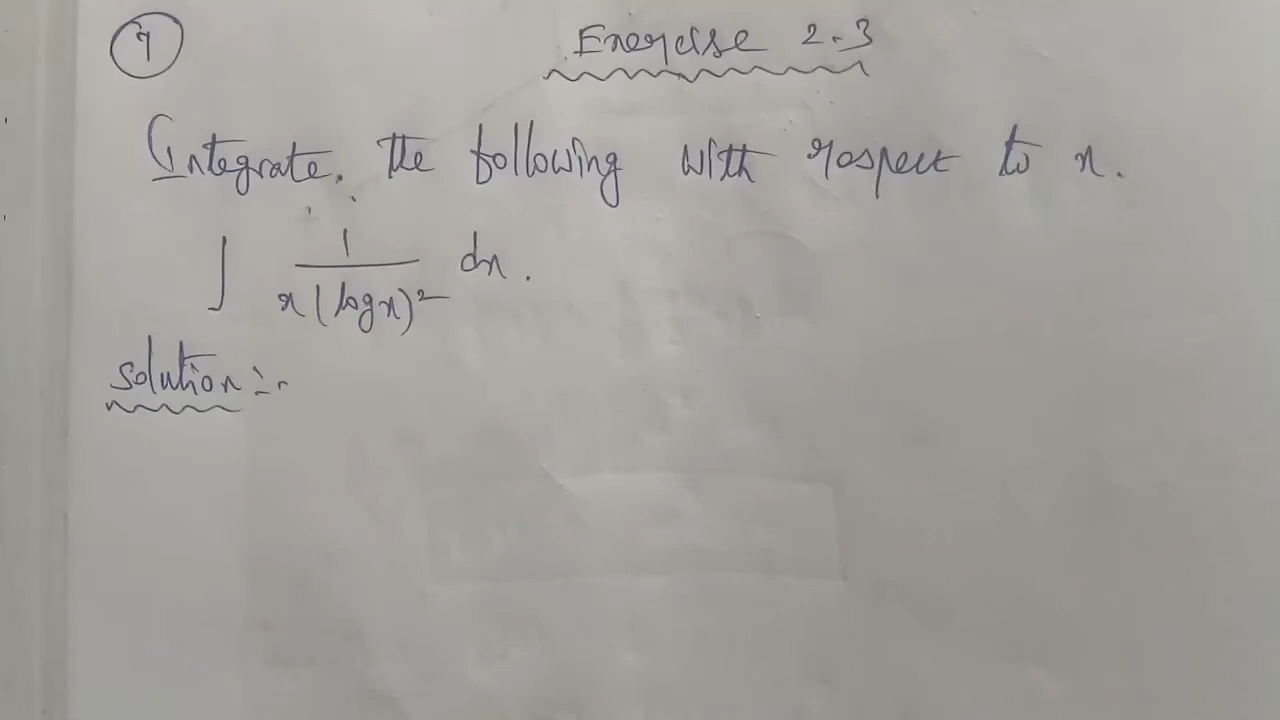 7
Exercise 2.3
Integrate. the following with respect to x.
∫ 1/x(logx)² dx.
solution:-